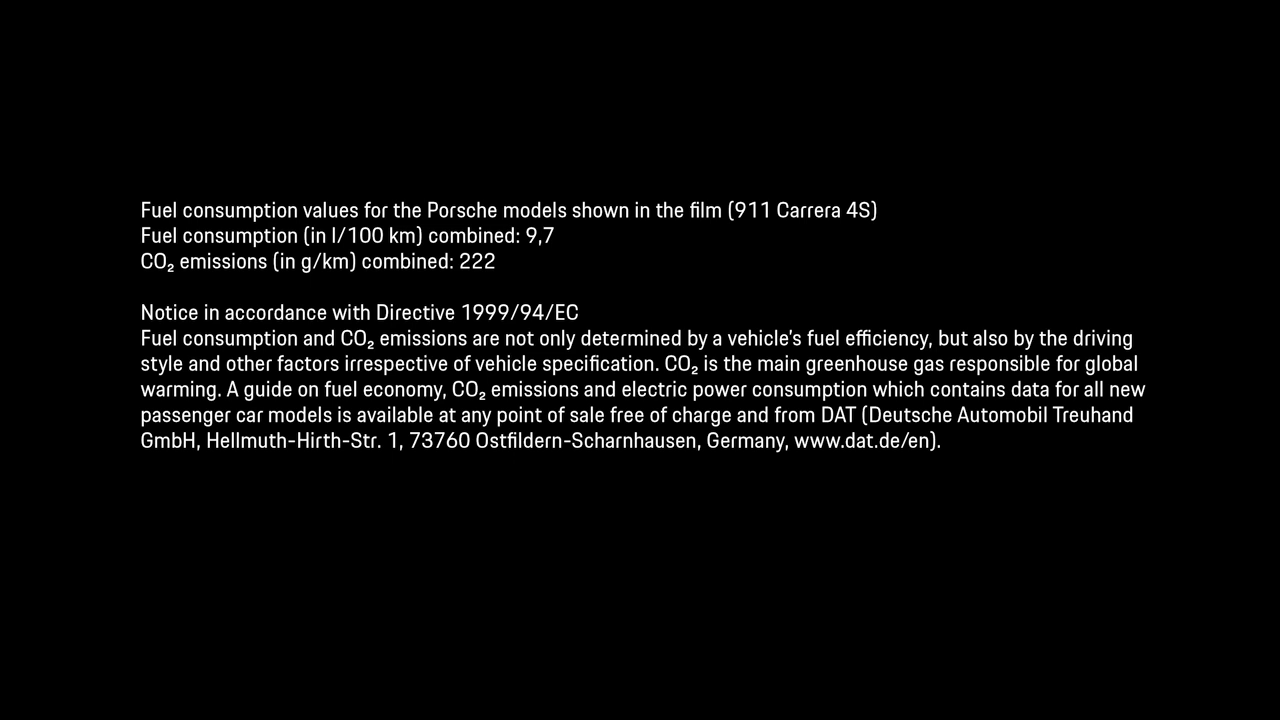 Fuel consumption values for the Porsche models shown in the film (911 Carrera 4S)
Fuel consumption (in l/100 km) combined: 9,7
CO₂ emissions (in g/km) combined: 222
Notice in accordance with Directive 1999/94/EC
Fuel consumption and CO₂ emissions are not only determined by a vehicle's fuel efficiency, but also by the driving
style and other factors irrespective of vehicle specification. CO₂ is the main greenhouse gas responsible for global
warming. A guide on fuel economy, CO₂ emissions and electric power consumption which contains data for all new
passenger car models is available at any point of sale free of charge and from DAT (Deutsche Automobil Treuhand
GmbH, Hellmuth-Hirth-Str. 1, 73760 Ostfildern-Scharnhausen, Germany, www.dat.de/en).